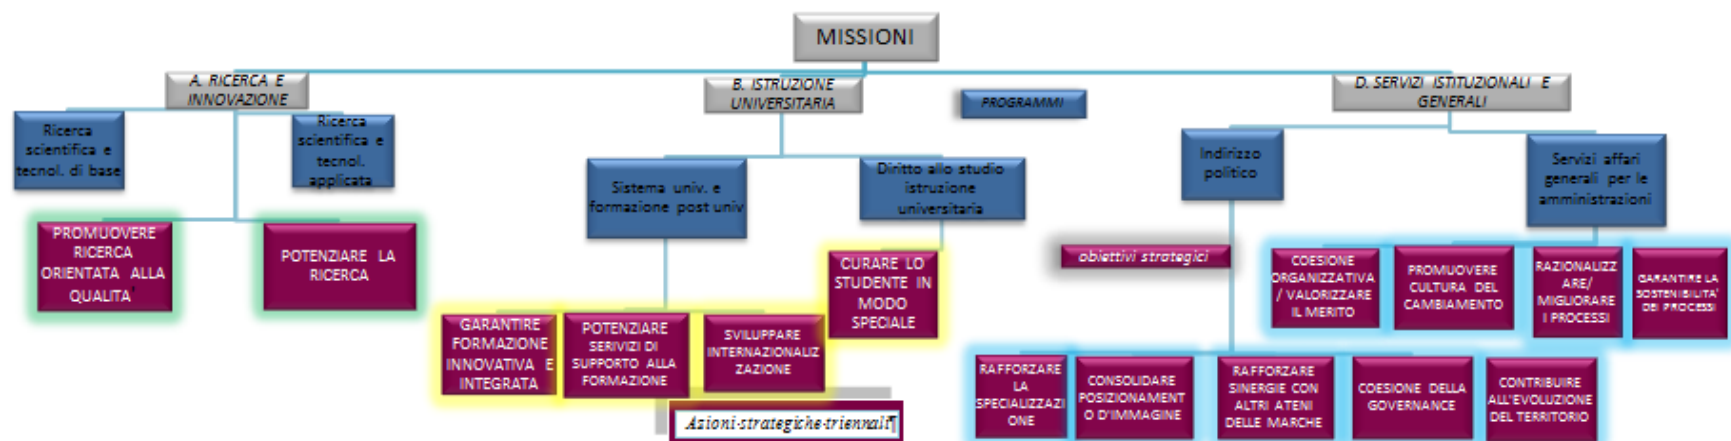 MISSIONI
A. RICERCA E
INNOVAZIONE
B. ISTRUZIONE
UNIVERSITARIA
PROGRAMMI
D. SERVIZI ISTITUZIONALI E
GENERALI
Ricerca
scientifica e
tecnol. di base
Ricerca
scientifica e
tecnol.
applicata
Sistema univ. e
formazione post univ
Diritto allo studio
istruzione
universitaria
Indirizzo
politico
Servizi affari
generali per le
amministrazioni
PROMUOVERE
RICERCA
ORIENTATA ALLA
QUALITA'
POTENZIARE LA
RICERCA
GARANTIRE
FORMAZIONE
INNOVATIVA E
INTEGRATA
POTENZIARE
SERIVIZI DI
SUPPORTO ALLA
FORMAZIONE
SVILUPPARE
INTERNAZIONALIZ
ZAZIONE
CURARE LO
STUDENTE IN
MODO
SPECIALE
obiettivi strategici
COESIONE
ORGANIZZATIVA
/ VALORIZZARE
IL MERITO
PROMUOVERE
CULTURA DEL
CAMBIAMENTO
RAZIONALIZZ
ARE/
MIGLIORARE
I PROCESSI
GARANTIRE LA
SOSTENIBILITA'
DEI PROCESSI
RAFFORZARE
LA
SPECIALIZZAZI
ONE
CONSOLIDARE
POSIZIONAMENT
O D'IMMAGINE
RAFFORZARE
SINERGIE CON
ALTRI ATENI
DELLE MARCHE
COESIONE DELLA
GOVERNANCE
CONTRIBUIRE
ALL'EVOLUZIONE
DEL TERRITORIO
Azioni·strategiche·triennali¶